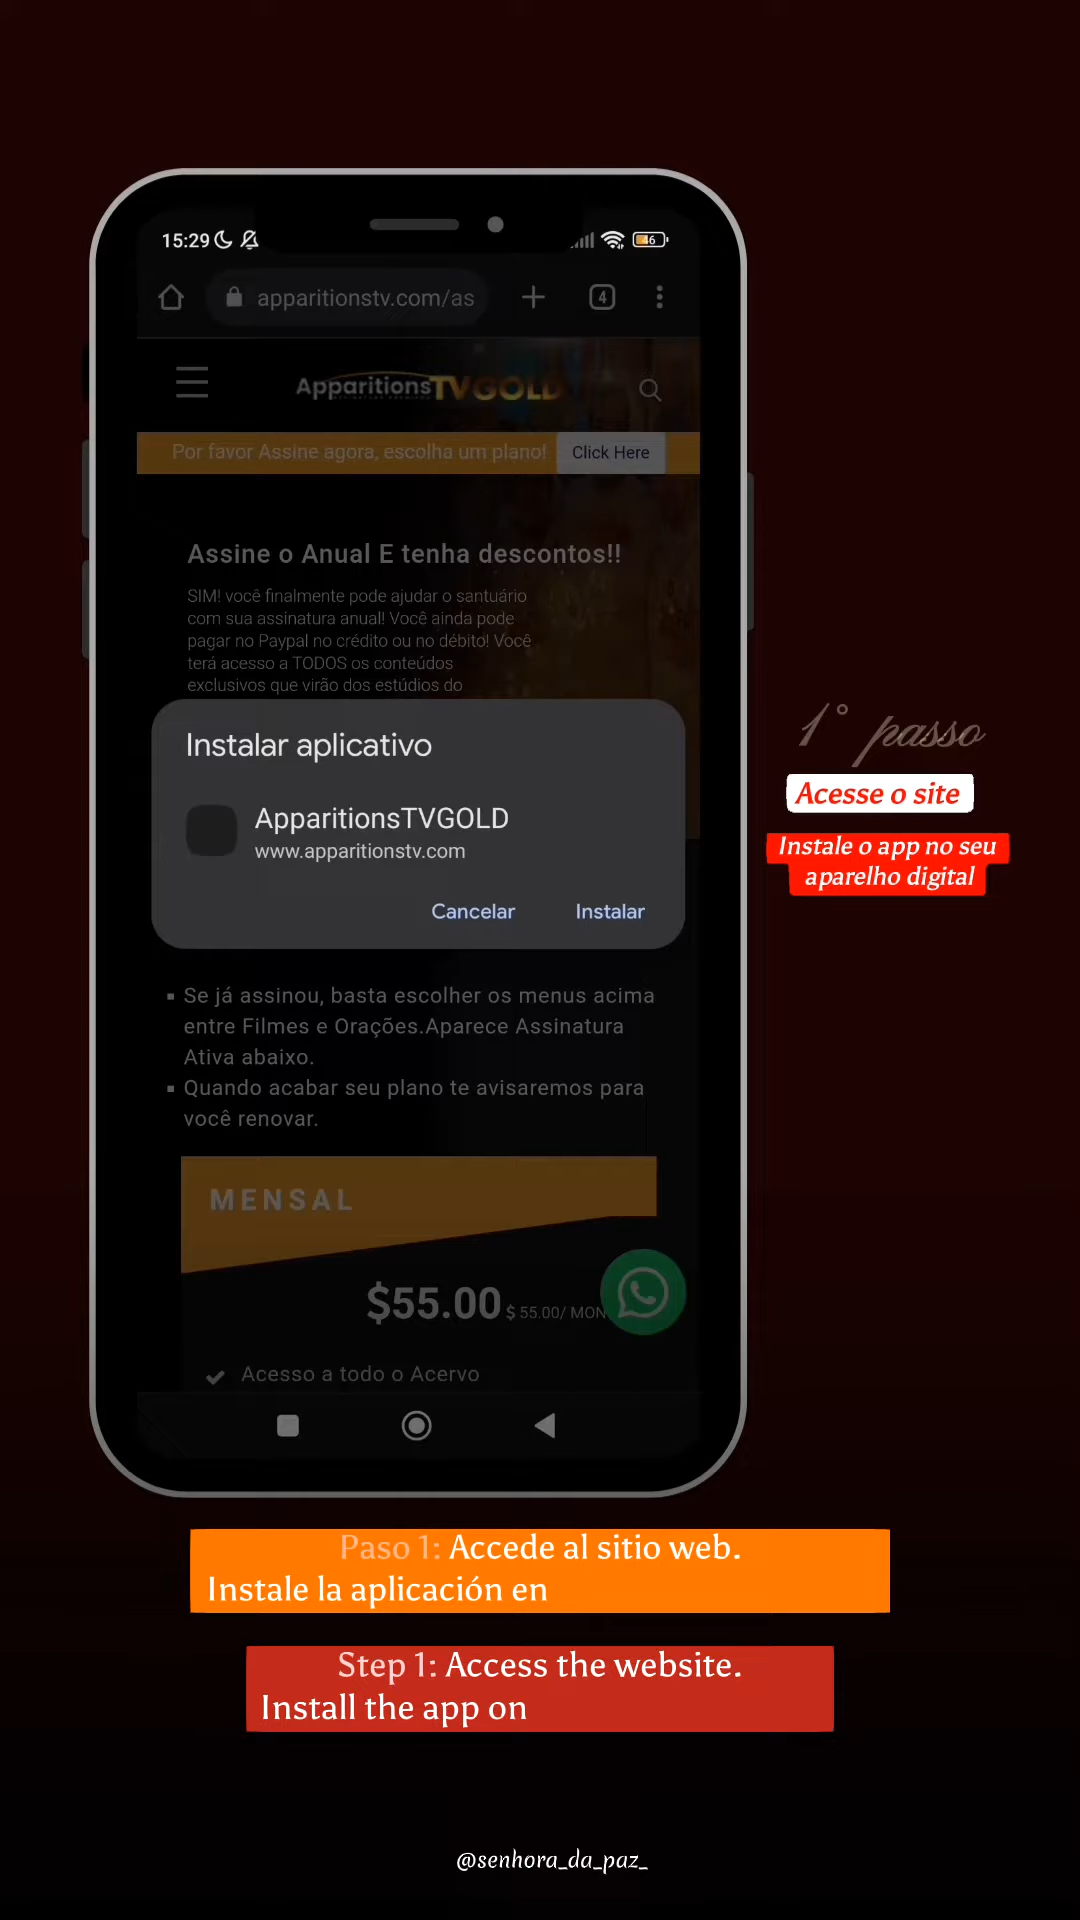 15:29
46
apparitionstv.com/as
4
ApparitionsTVGOLD
Por favor Assine agora, escolha um plano!
Click Here
Assine o Anual E tenha descontos!!
SIM! você finalmente pode ajudar o santuário
com sua assinatura anual! Você ainda pode
pagar no Paypal no crédito ou no débito! Você
terá acesso a TODOS os conteúdos
exclusivos que virão dos estúdios do
Instalar aplicativo
ApparitionsTVGOLD
www.apparitionstv.com
Cancelar
Instalar
▪ Se já assinou, basta escolher os menus acima
entre Filmes e Orações.Aparece Assinatura
Ativa abaixo.
▪ Quando acabar seu plano te avisaremos para
você renovar.
MENSAL
$55.00 $ 55.00/ MON
Acesso a todo o Acervo
1° passo
Acesse o site
Instale o app no seu
aparelho digital
Paso 1: Accede al sitio web.
Instale la aplicación en
Step 1: Access the website.
Install the app on
@senhora_da_paz_